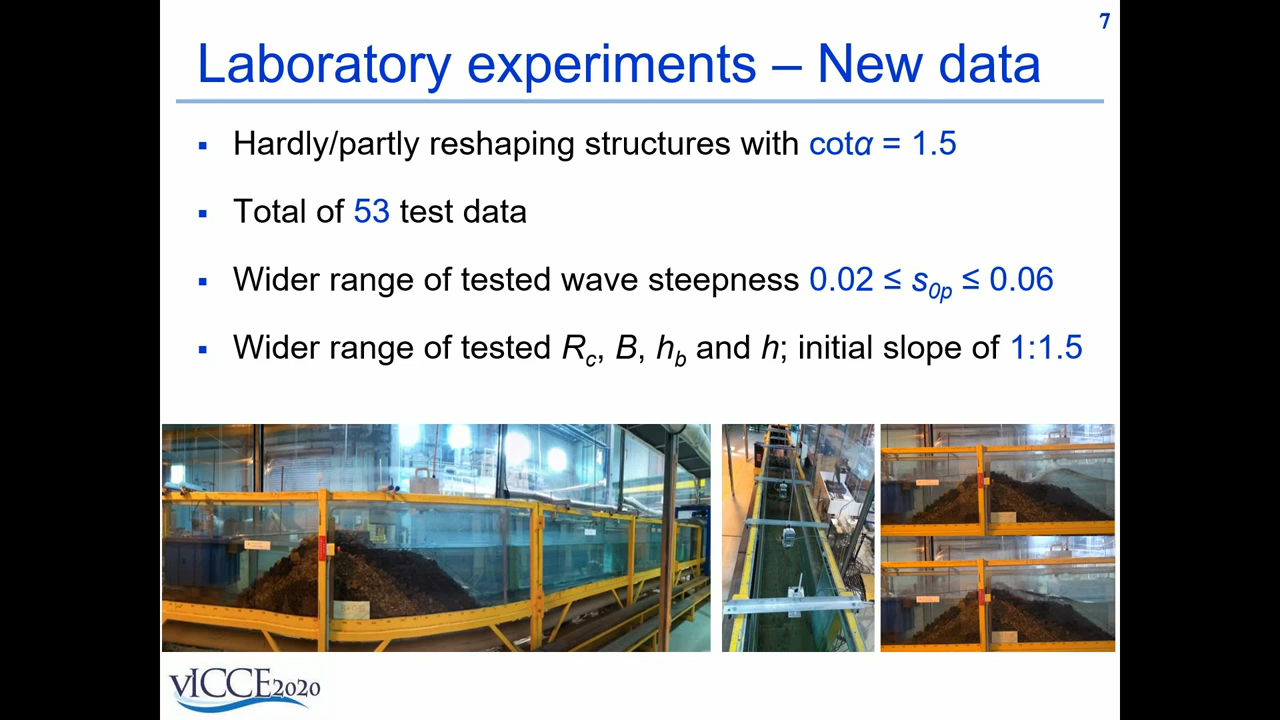 7
Laboratory experiments – New data
▪ Hardly/partly reshaping structures with cotα = 1.5
▪ Total of 53 test data
▪ Wider range of tested wave steepness 0.02 ≤ s0p ≤ 0.06
▪ Wider range of tested Rc, B, hb and h; initial slope of 1:1.5
vICCE2020